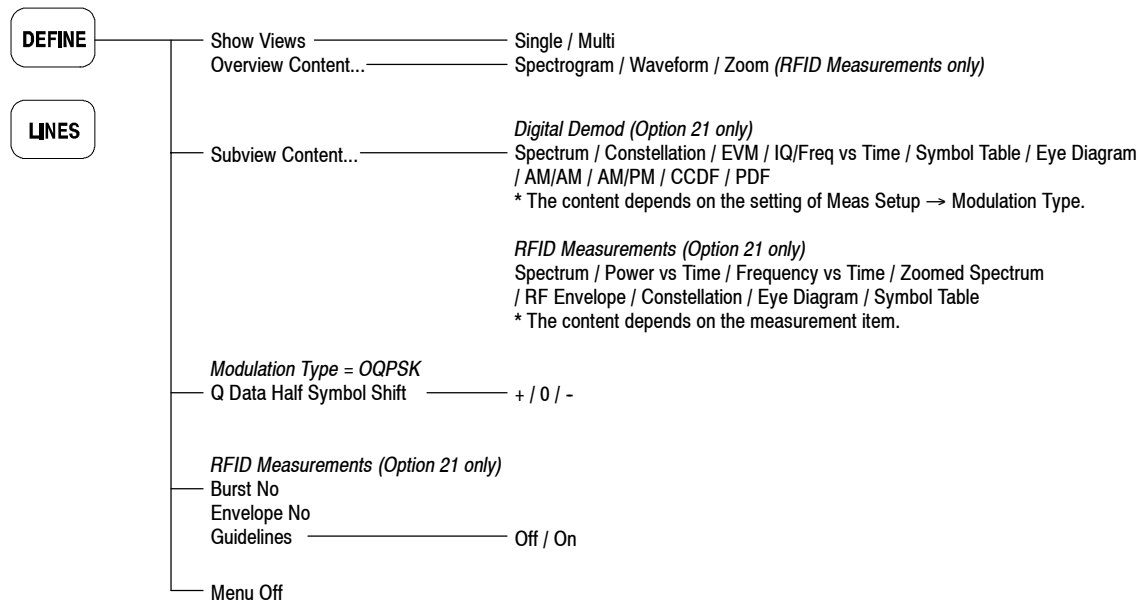 DEFINE
Show Views Single / Multi
Overview Content... Spectrogram / Waveform / Zoom (RFID Measurements only)
LINES
Digital Demod (Option 21 only)
Subview Content... Spectrum / Constellation / EVM / IQ/Freq vs Time / Symbol Table / Eye Diagram
/ AM/AM / AM/PM / CCDF / PDF
* The content depends on the setting of Meas Setup → Modulation Type.
RFID Measurements (Option 21 only)
Spectrum / Power vs Time / Frequency vs Time / Zoomed Spectrum
/ RF Envelope / Constellation / Eye Diagram / Symbol Table
* The content depends on the measurement item.
Modulation Type = OQPSK
Q Data Half Symbol Shift + / 0 / -
RFID Measurements (Option 21 only)
Burst No
Envelope No
Guidelines Off / On
Menu Off